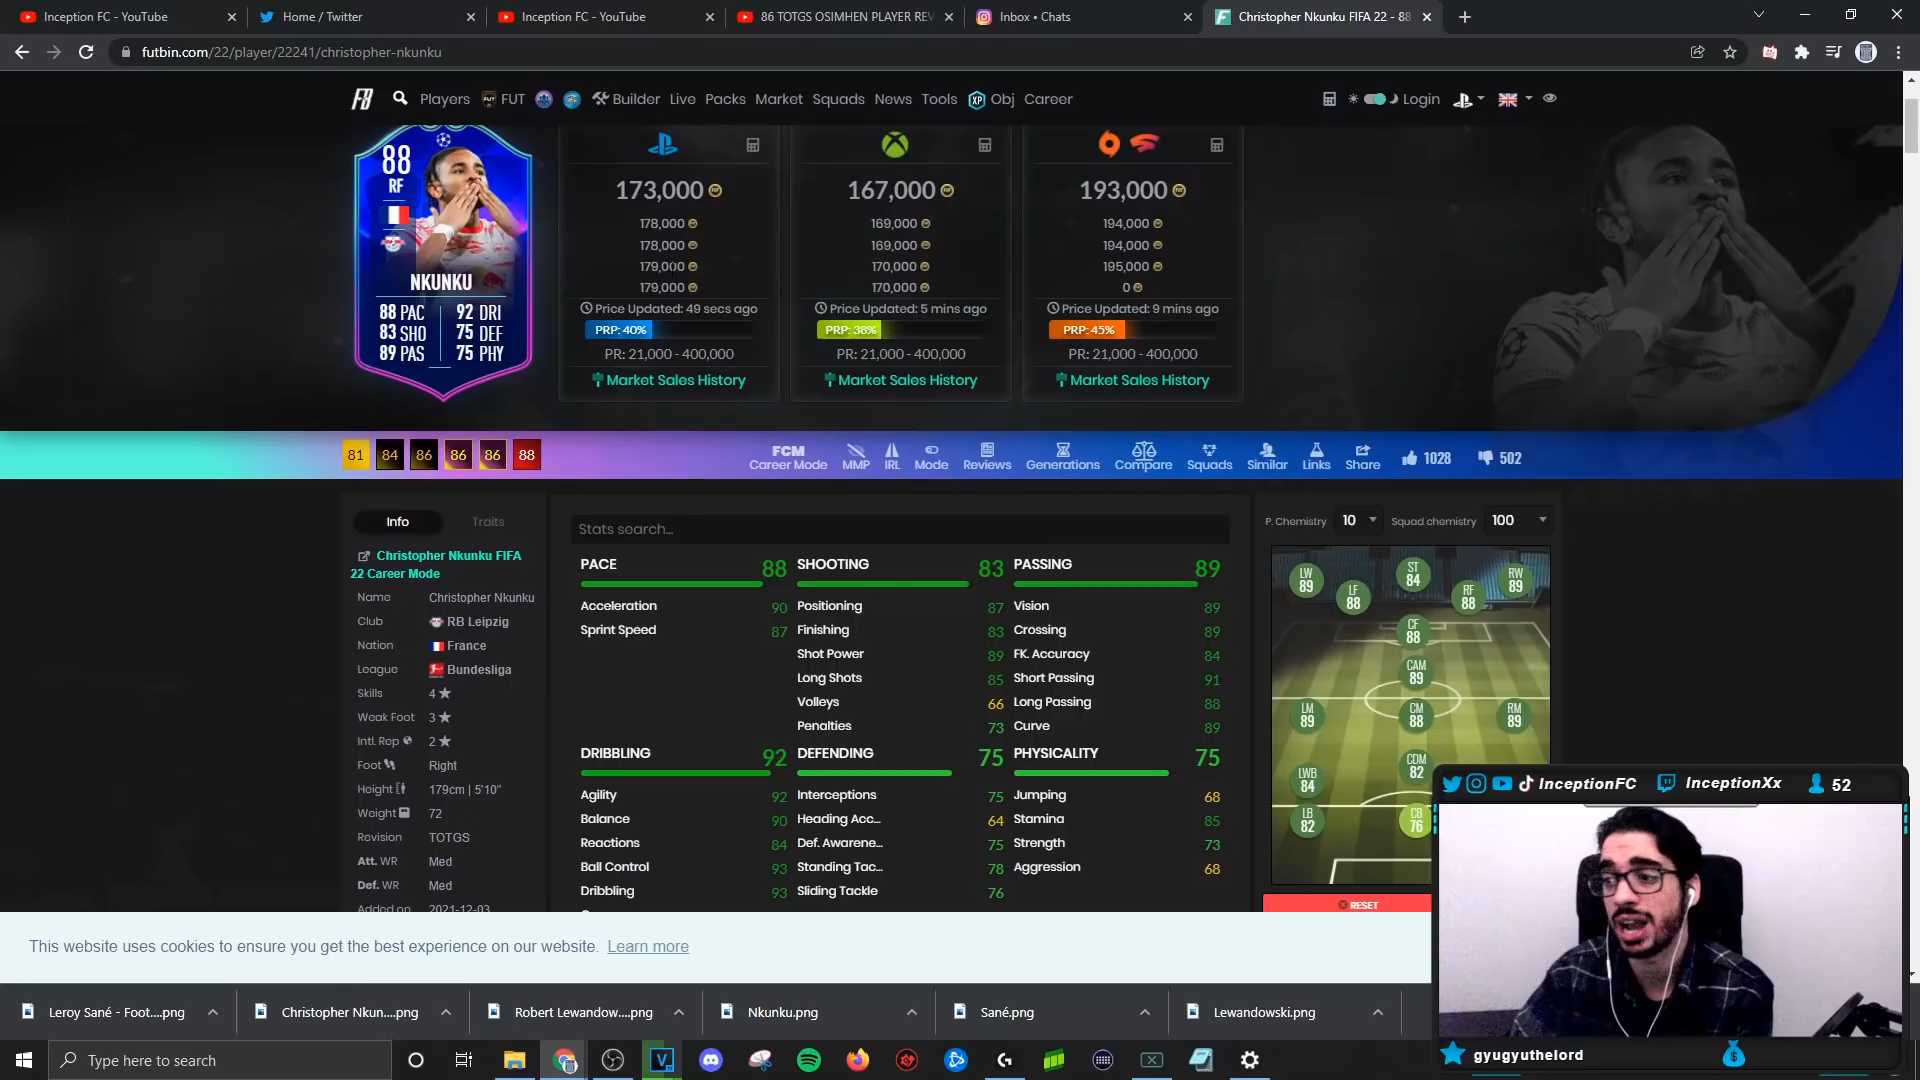 Inception FC - YouTube
Home / Twitter
Inception FC - YouTube
86 TOTGS OSIMHEN PLAYER REV
Inbox • Chats
Christopher Nkunku FIFA 22 - 88
futbin.com/22/player/22241/christopher-nkunku
Players FUT Builder Live Packs Market Squads News Tools XP Obj Career Login
88
RF
NKUNKU
88 PAC 92 DRI
83 SHO 75 DEF
89 PAS 75 PHY
173,000
178,000
178,000
179,000
179,000
Price Updated: 49 secs ago
PRP: 40%
PR: 21,000 - 400,000
Market Sales History
167,000
169,000
169,000
170,000
170,000
Price Updated: 5 mins ago
PRP: 38%
PR: 21,000 - 400,000
Market Sales History
193,000
194,000
194,000
195,000
0
Price Updated: 9 mins ago
PRP: 45%
PR: 21,000 - 400,000
Market Sales History
81 84 86 86 86 88
FCM
Career Mode MMP IRL Mode Reviews Generations Compare Squads Similar Links Share 1028 502
Info Traits
Christopher Nkunku FIFA
22 Career Mode
Name Christopher Nkunku
Club RB Leipzig
Nation France
League Bundesliga
Skills 4
Weak Foot 3
Intl. Rep 2
Foot Right
Height 179cm | 5'10"
Weight 72
Revision TOTGS
Att. WR Med
Def. WR Med
Added on 2021-12-03
Stats search...
PACE 88
Acceleration 90
Sprint Speed 87
SHOOTING 83
Positioning 87
Finishing 83
Shot Power 89
Long Shots 85
Volleys 66
Penalties 73
PASSING 89
Vision 89
Crossing 89
FK. Accuracy 84
Short Passing 91
Long Passing 88
Curve 89
DRIBBLING 92
Agility 92
Balance 90
Reactions 84
Ball Control 93
Dribbling 93
DEFENDING 75
Interceptions 75
Heading Acc... 64
Def. Awarene... 75
Standing Tac... 78
Sliding Tackle 76
PHYSICALITY 75
Jumping 68
Stamina 85
Strength 73
Aggression 68
P. Chemistry 10 Squad chemistry 100
LW
89
LF
88
ST
84
RF
88
RW
89
CF
88
CAM
89
LM
89
CM
88
RM
89
CDM
82
LWB
84
LB
82
CB
76
RESET
InceptionFC InceptionXx 52
This website uses cookies to ensure you get the best experience on our website. Learn more
Leroy Sané - Foot....png
Christopher Nkun....png
Robert Lewandow....png
Nkunku.png
Sané.png
Lewandowski.png
gyugyuthelord
Type here to search